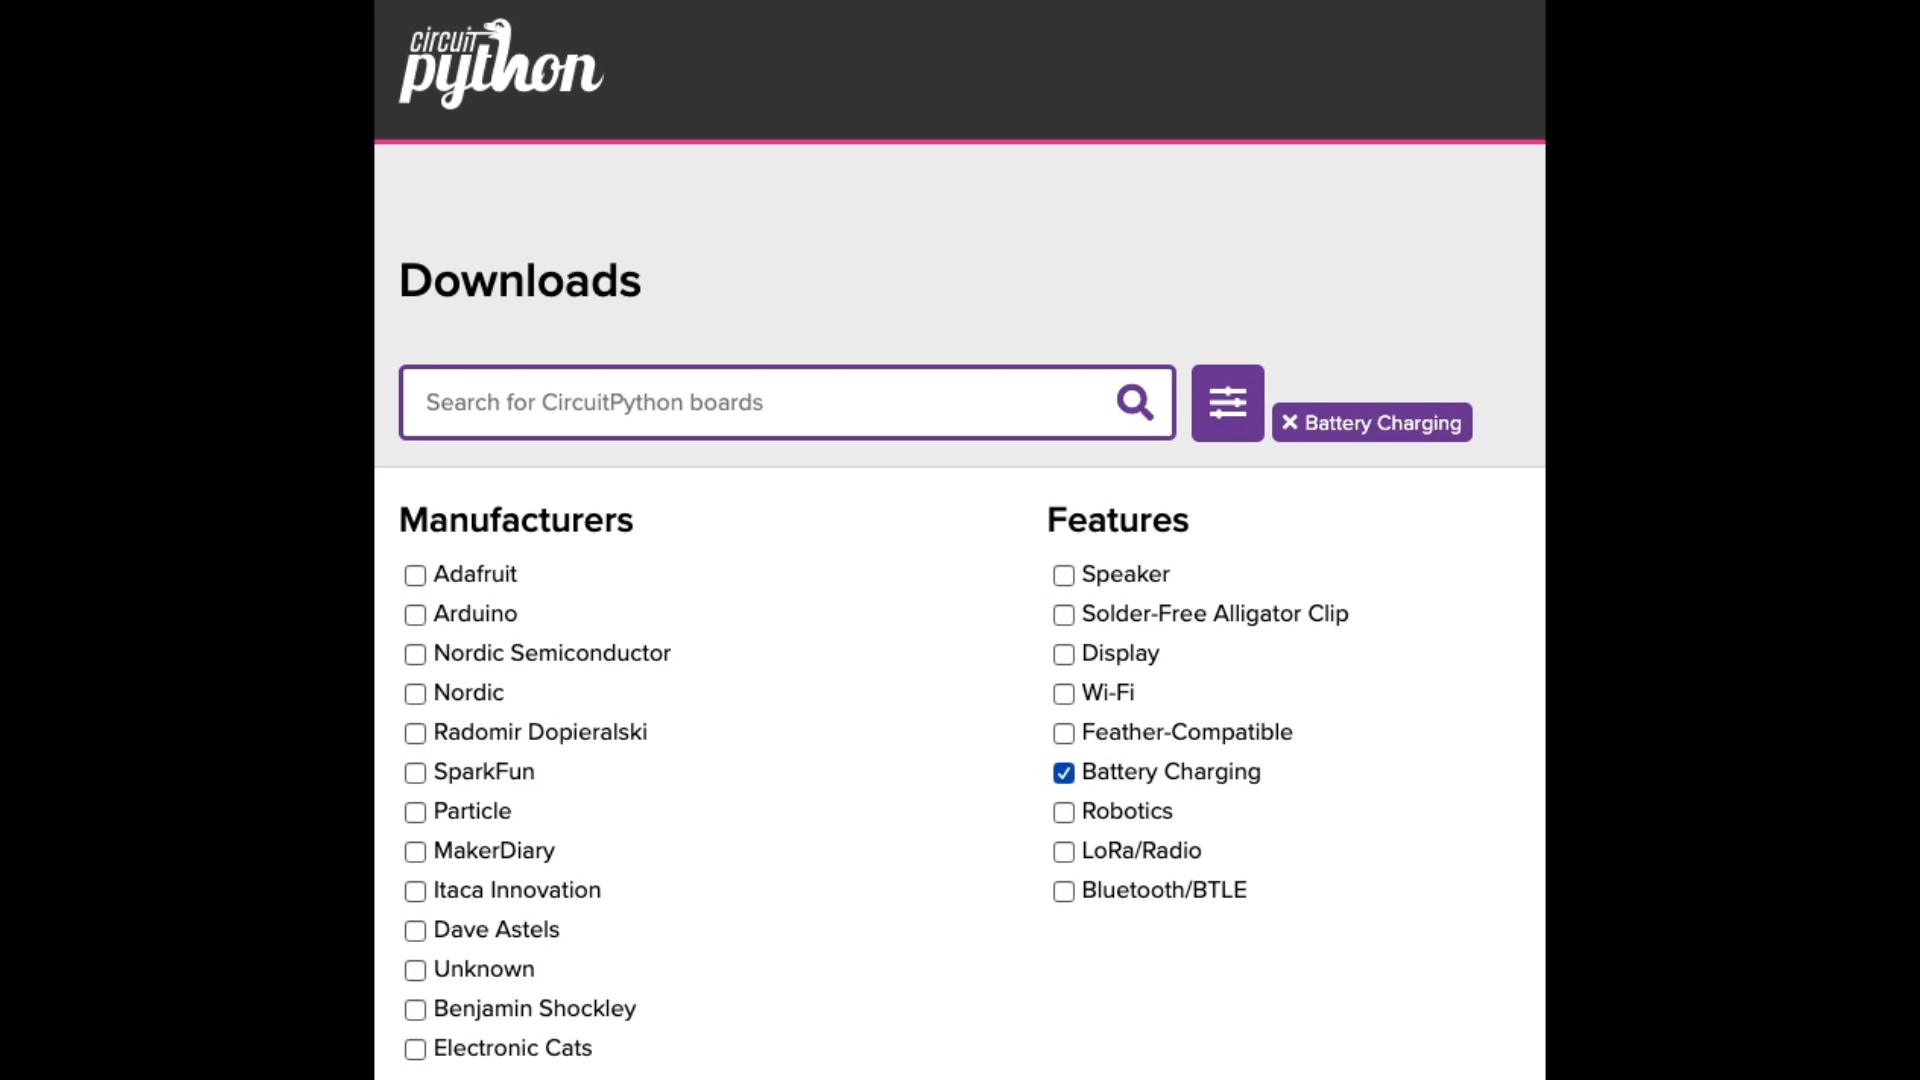 circuit
python
Downloads
Search for CircuitPython boards
Battery Charging
Manufacturers
Adafruit
Arduino
Nordic Semiconductor
Nordic
Radomir Dopieralski
SparkFun
Particle
MakerDiary
Itaca Innovation
Dave Astels
Unknown
Benjamin Shockley
Electronic Cats
Features
Speaker
Solder-Free Alligator Clip
Display
Wi-Fi
Feather-Compatible
Battery Charging
Robotics
LoRa/Radio
Bluetooth/BTLE